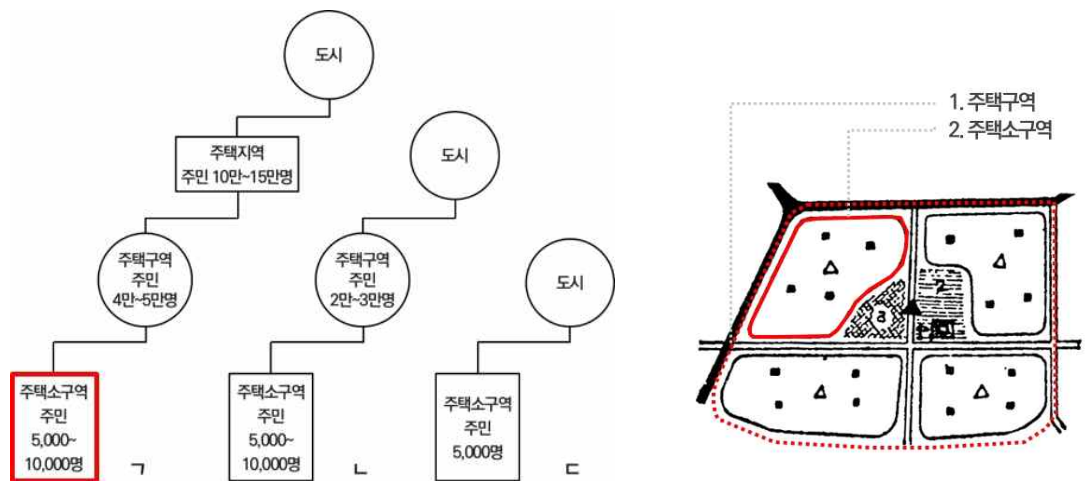 도시
주택지역
주민 10만~15만명
주택구역
주민
4만~5만명
주택소구역
주민
5,000~
10,000명
ㄱ
도시
주택구역
주민
2만~3만명
주택소구역
주민
5,000~
10,000명
ㄴ
도시
주택소구역
주민
5,000명
ㄷ
1. 주택구역
2. 주택소구역
2